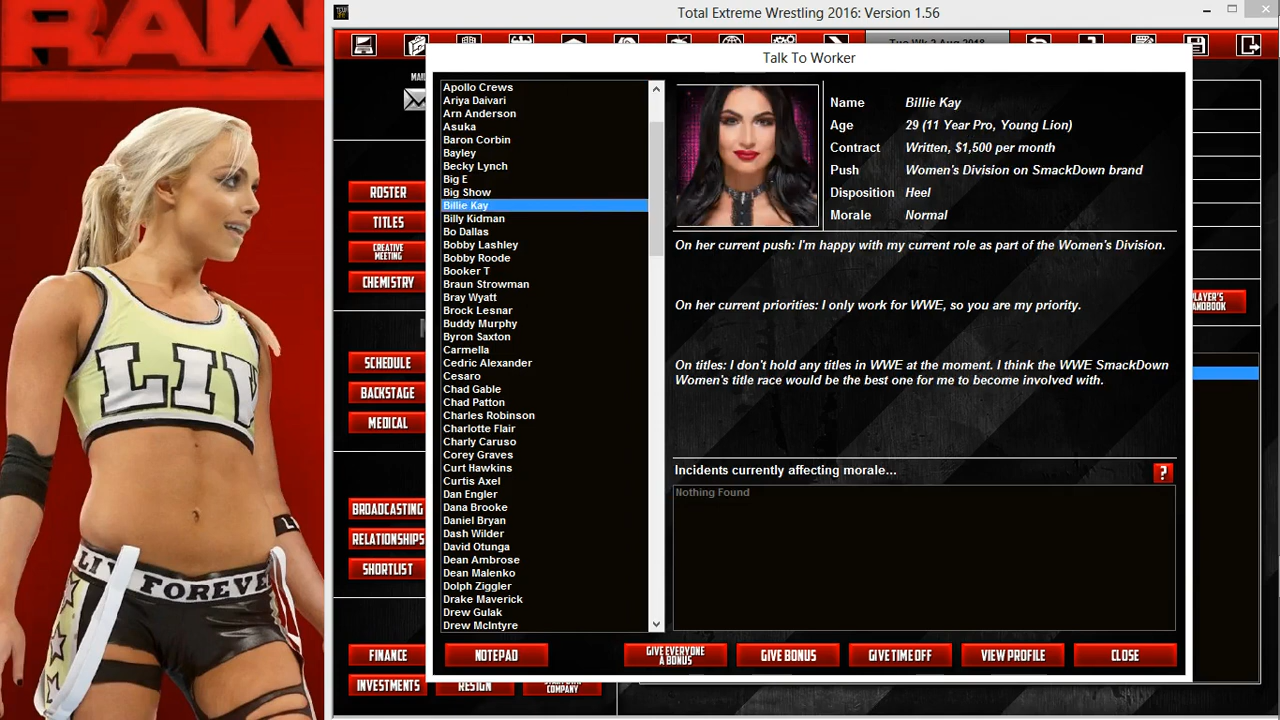 RAW
LIV
LIV FOREVER
LIV
Total Extreme Wrestling 2016: Version 1.56
Tue Wk 2 Aug 2018
Talk To Worker
MAIL
ROSTER
TITLES
CREATIVE
MEETING
CHEMISTRY
SCHEDULE
BACKSTAGE
MEDICAL
BROADCASTING
RELATIONSHIPS
SHORTLIST
FINANCE
INVESTMENTS
RESIGN
COMPANY
Apollo Crews
Ariya Daivari
Arn Anderson
Asuka
Baron Corbin
Bayley
Becky Lynch
Big E
Big Show
Billie Kay
Billy Kidman
Bo Dallas
Bobby Lashley
Bobby Roode
Booker T
Braun Strowman
Bray Wyatt
Brock Lesnar
Buddy Murphy
Byron Saxton
Carmella
Cedric Alexander
Cesaro
Chad Gable
Chad Patton
Charles Robinson
Charlotte Flair
Charly Caruso
Corey Graves
Curt Hawkins
Curtis Axel
Dan Engler
Dana Brooke
Daniel Bryan
Dash Wilder
David Otunga
Dean Ambrose
Dean Malenko
Dolph Ziggler
Drake Maverick
Drew Gulak
Drew McIntyre
Name Billie Kay
Age 29 (11 Year Pro, Young Lion)
Contract Written, $1,500 per month
Push Women's Division on SmackDown brand
Disposition Heel
Morale Normal
On her current push: I'm happy with my current role as part of the Women's Division.
On her current priorities: I only work for WWE, so you are my priority.
On titles: I don't hold any titles in WWE at the moment. I think the WWE SmackDown
Women's title race would be the best one for me to become involved with.
Incidents currently affecting morale...
?
Nothing Found
NOTEPAD
GIVE EVERYONE
A BONUS
GIVE BONUS
GIVE TIME OFF
VIEW PROFILE
CLOSE